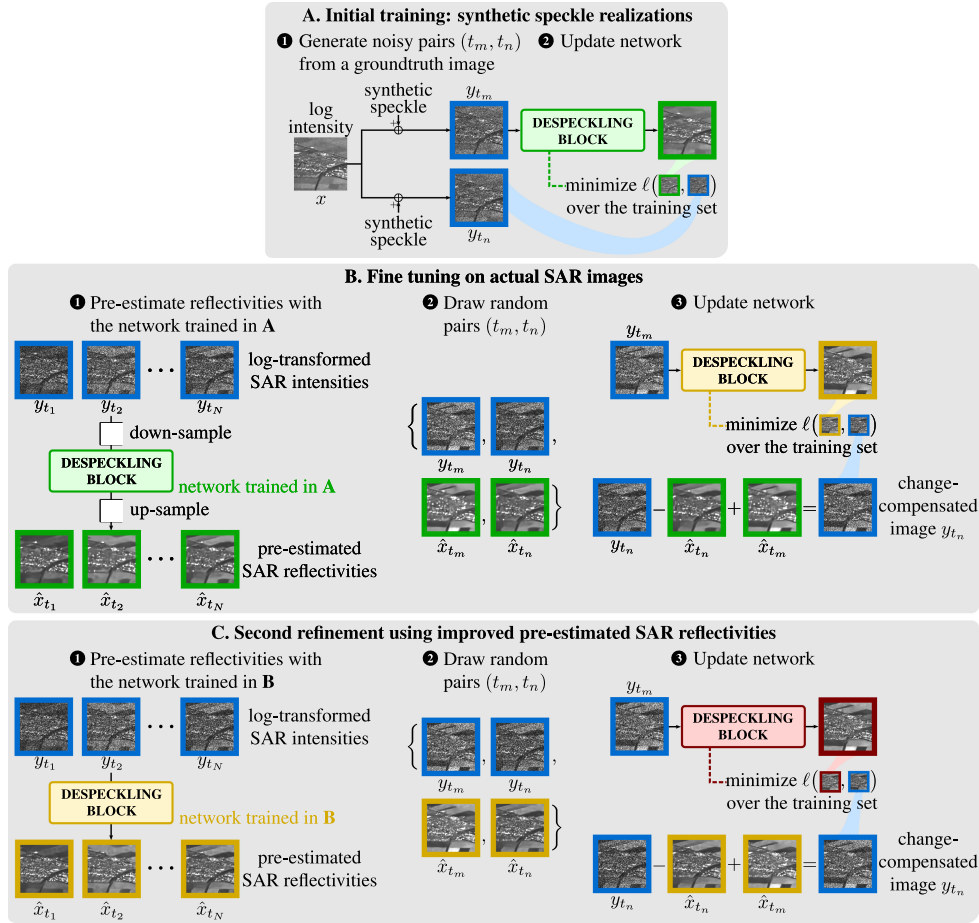 A. Initial training: synthetic speckle realizations
❶ Generate noisy pairs (t_m, t_n)
from a groundtruth image
❷ Update network
log
intensity
x
synthetic
speckle
+
synthetic
speckle
+
y_{t_m}
y_{t_n}
DESPECKLING
BLOCK
minimize ℓ( , )
over the training set
B. Fine tuning on actual SAR images
❶ Pre-estimate reflectivities with
the network trained in A
y_{t_1} y_{t_2} ... y_{t_N}
log-transformed
SAR intensities
down-sample
DESPECKLING
BLOCK
network trained in A
up-sample
pre-estimated
SAR reflectivities
x̂_{t_1} x̂_{t_2} ... x̂_{t_N}
❷ Draw random
pairs (t_m, t_n)
{ , ,
y_{t_m} y_{t_n}
, }
x̂_{t_m} x̂_{t_n}
❸ Update network
y_{t_m}
DESPECKLING
BLOCK
minimize ℓ( , )
over the training set
− + =
y_{t_n} x̂_{t_n} x̂_{t_m}
change-
compensated
image y_{t_n}
C. Second refinement using improved pre-estimated SAR reflectivities
❶ Pre-estimate reflectivities with
the network trained in B
y_{t_1} y_{t_2} ... y_{t_N}
log-transformed
SAR intensities
DESPECKLING
BLOCK
network trained in B
pre-estimated
SAR reflectivities
x̂_{t_1} x̂_{t_2} ... x̂_{t_N}
❷ Draw random
pairs (t_m, t_n)
{ , ,
y_{t_m} y_{t_n}
, }
x̂_{t_m} x̂_{t_n}
❸ Update network
y_{t_m}
DESPECKLING
BLOCK
minimize ℓ( , )
over the training set
− + =
y_{t_n} x̂_{t_n} x̂_{t_m}
change-
compensated
image y_{t_n}